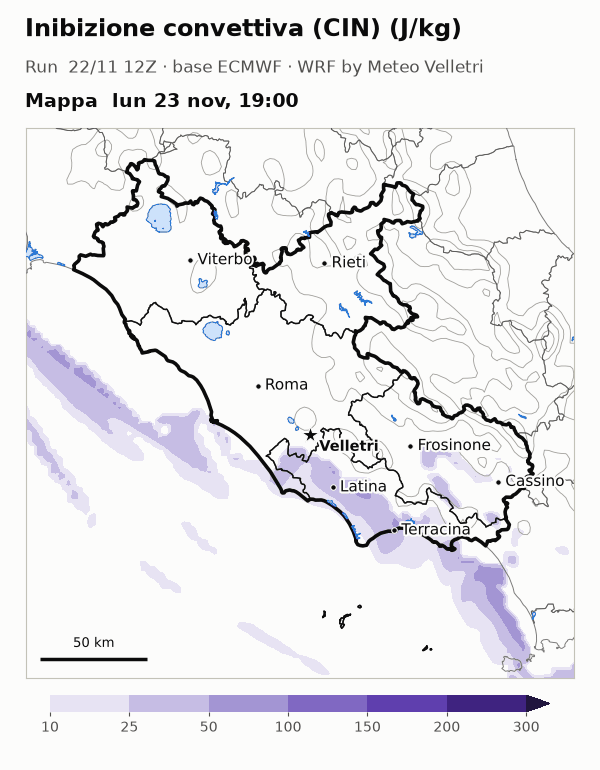 Inibizione convettiva (CIN) (J/kg)
Run  22/11 12Z · base ECMWF · WRF by Meteo Velletri
Mappa  lun 23 nov, 19:00
Viterbo
Rieti
Roma
Velletri
Frosinone
Latina
Cassino
Terracina
50 km
10 25 50 100 150 200 300